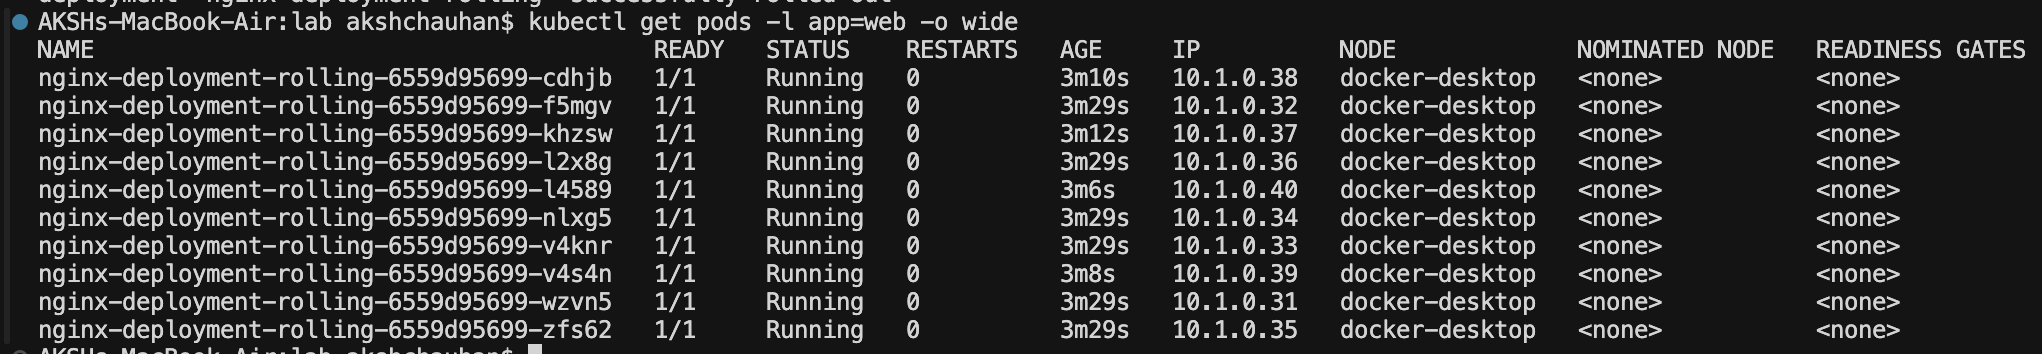 AKSHs-MacBook-Air:lab akshchauhan$ kubectl get pods -l app=web -o wide
NAME READY STATUS RESTARTS AGE IP NODE NOMINATED NODE READINESS GATES
nginx-deployment-rolling-6559d95699-cdhjb 1/1 Running 0 3m10s 10.1.0.38 docker-desktop <none> <none>
nginx-deployment-rolling-6559d95699-f5mgv 1/1 Running 0 3m29s 10.1.0.32 docker-desktop <none> <none>
nginx-deployment-rolling-6559d95699-khzsw 1/1 Running 0 3m12s 10.1.0.37 docker-desktop <none> <none>
nginx-deployment-rolling-6559d95699-l2x8g 1/1 Running 0 3m29s 10.1.0.36 docker-desktop <none> <none>
nginx-deployment-rolling-6559d95699-l4589 1/1 Running 0 3m6s 10.1.0.40 docker-desktop <none> <none>
nginx-deployment-rolling-6559d95699-nlxg5 1/1 Running 0 3m29s 10.1.0.34 docker-desktop <none> <none>
nginx-deployment-rolling-6559d95699-v4knr 1/1 Running 0 3m29s 10.1.0.33 docker-desktop <none> <none>
nginx-deployment-rolling-6559d95699-v4s4n 1/1 Running 0 3m8s 10.1.0.39 docker-desktop <none> <none>
nginx-deployment-rolling-6559d95699-wzvn5 1/1 Running 0 3m29s 10.1.0.31 docker-desktop <none> <none>
nginx-deployment-rolling-6559d95699-zfs62 1/1 Running 0 3m29s 10.1.0.35 docker-desktop <none> <none>
AKSHs-MacBook-Air:lab akshchauhan$